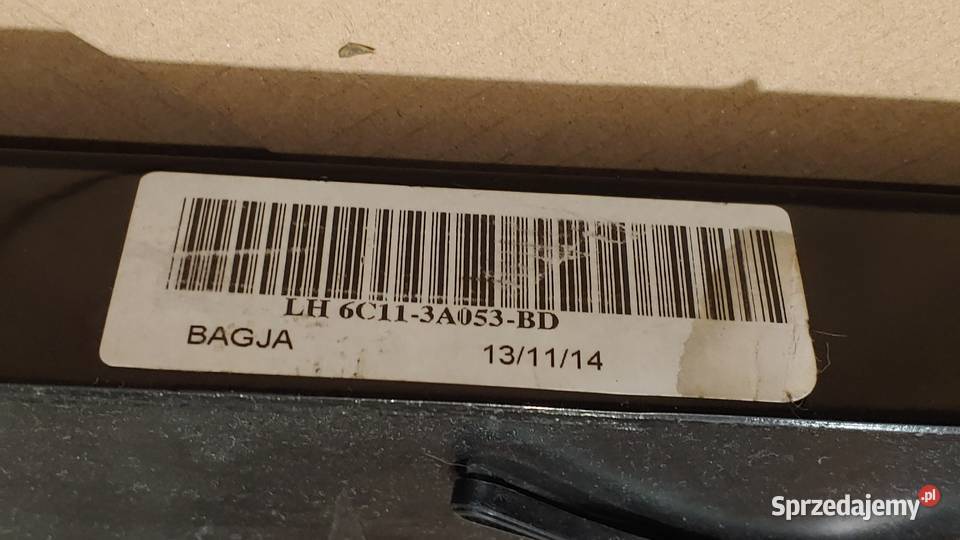 LH 6C11-3A053-BD
BAGJA 13/11/14
Sprzedajemy.pl